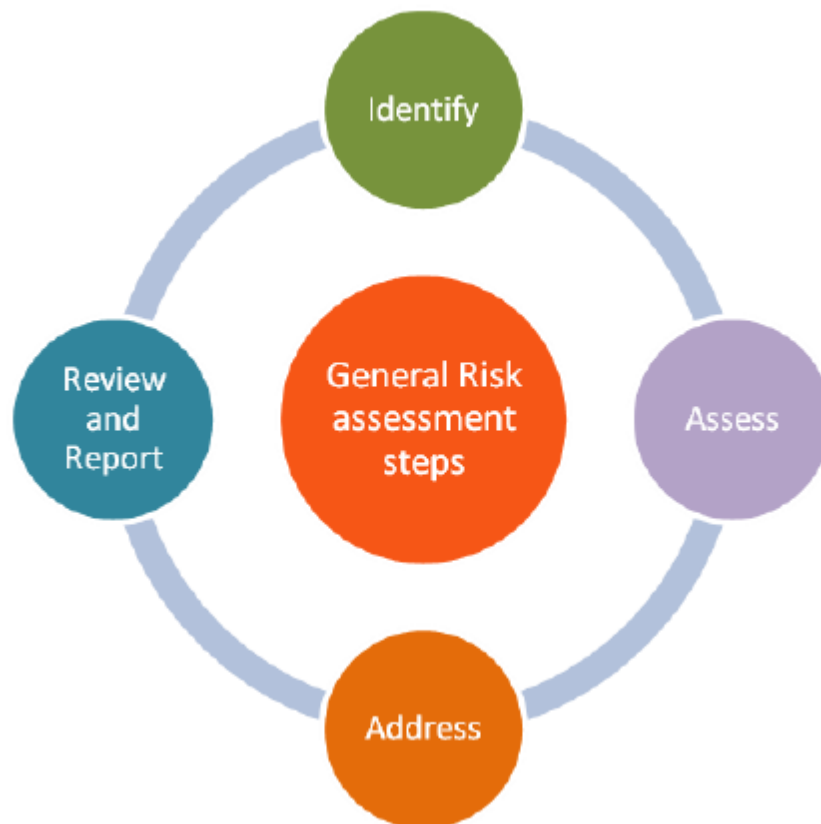 Identify
Review
and
Report
General Risk
assessment
steps
Assess
Address